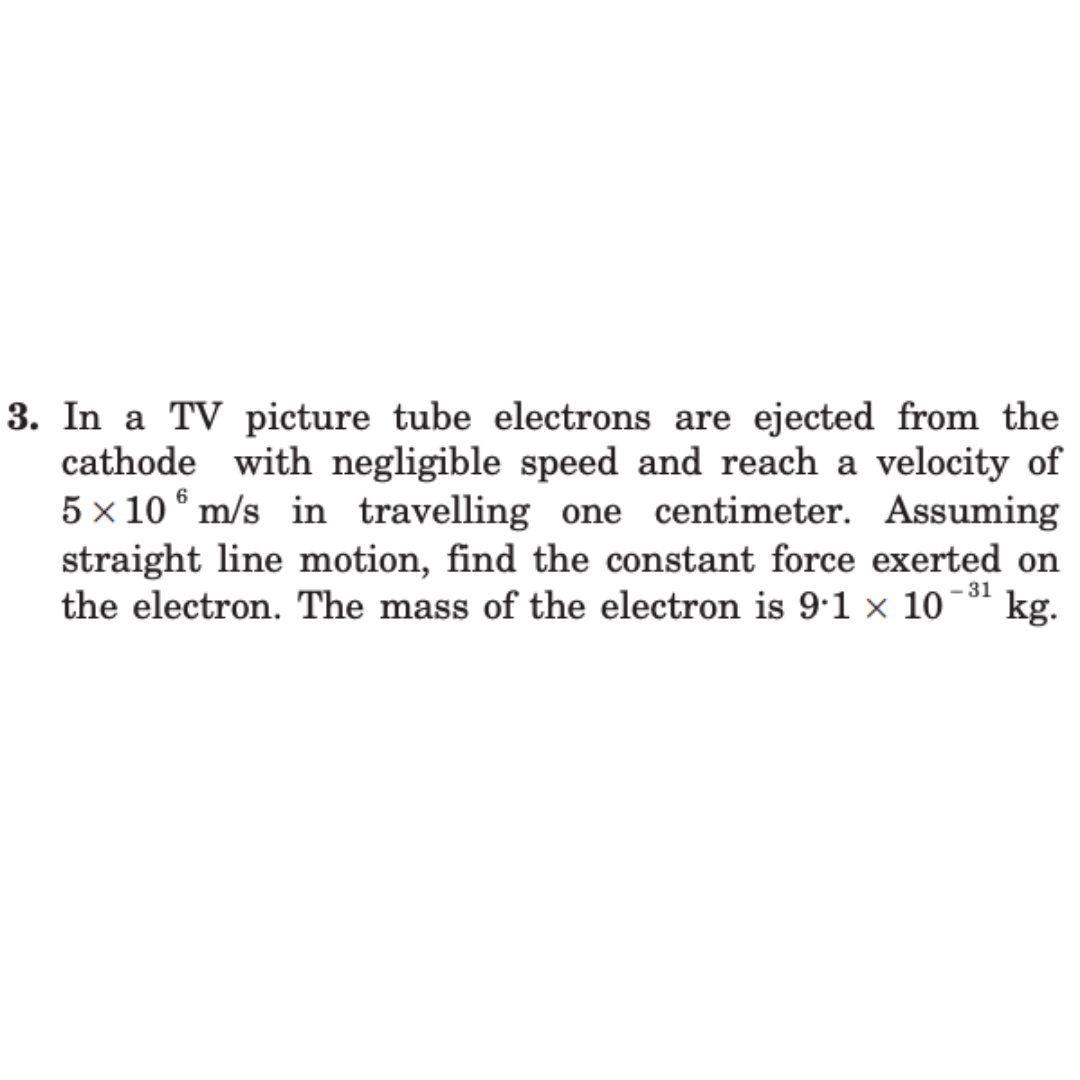 3. In a TV picture tube electrons are ejected from the
cathode with negligible speed and reach a velocity of
5 × 10⁶ m/s in travelling one centimeter. Assuming
straight line motion, find the constant force exerted on
the electron. The mass of the electron is 9·1 × 10⁻³¹ kg.